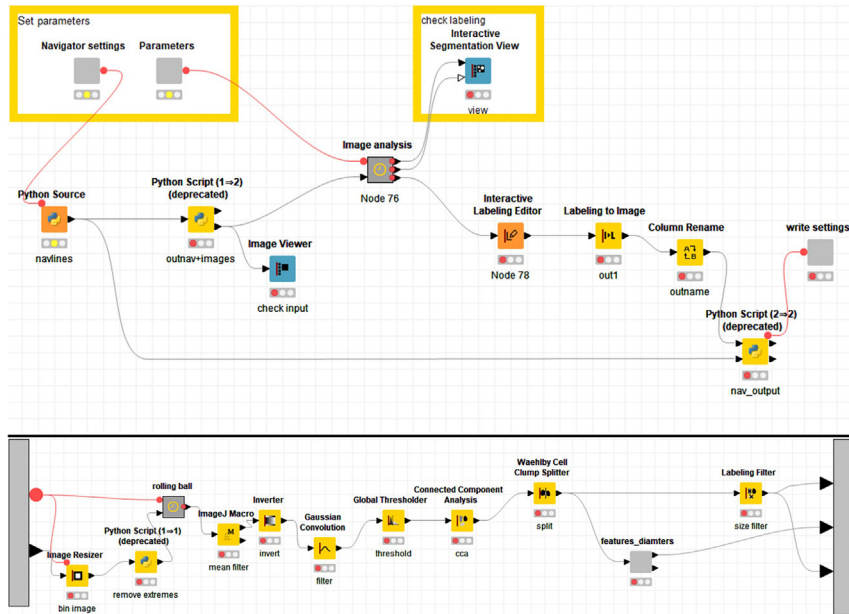 Set parameters
Navigator settings
Parameters
check labeling
Interactive
Segmentation View
view
Image analysis
Node 76
Python Source
navlines
Python Script (1⇒2)
(deprecated)
outnav+images
Image Viewer
check input
Interactive
Labeling Editor
Node 78
Labeling to Image
out1
Column Rename
outname
write settings
Python Script (2⇒2)
(deprecated)
nav_output
rolling ball
Image Resizer
bin image
Python Script (1⇒1)
(deprecated)
remove extremes
ImageJ Macro
mean filter
Inverter
invert
Gaussian
Convolution
filter
Global Thresholder
threshold
Connected Component
Analysis
cca
Waehlby Cell
Clump Splitter
split
features_diamters
Labeling Filter
size filter